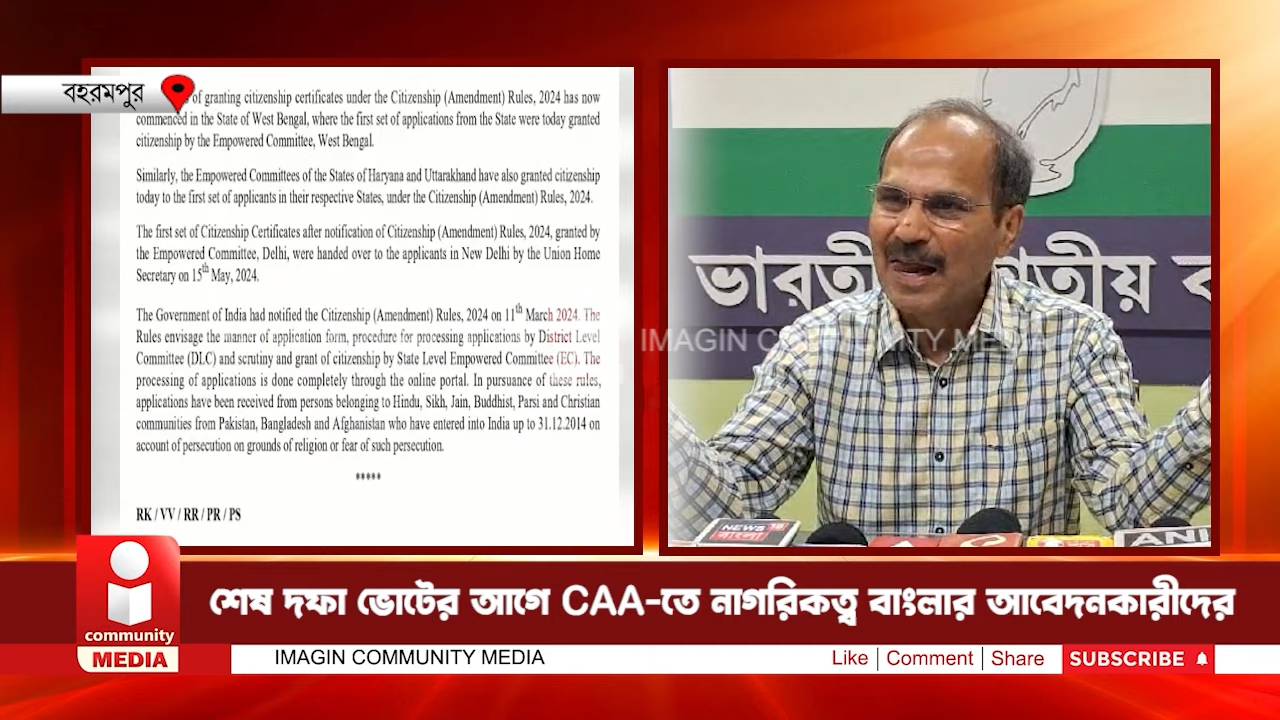 বহরমপুর
of granting citizenship certificates under the Citizenship (Amendment) Rules, 2024 has now
commenced in the State of West Bengal, where the first set of applications from the State were today granted
citizenship by the Empowered Committee, West Bengal.
Similarly, the Empowered Committees of the States of Haryana and Uttarakhand have also granted citizenship
today to the first set of applicants in their respective States, under the Citizenship (Amendment) Rules, 2024.
The first set of Citizenship Certificates after notification of Citizenship (Amendment) Rules, 2024, granted by
the Empowered Committee, Delhi, were handed over to the applicants in New Delhi by the Union Home
Secretary on 15th May, 2024.
The Government of India had notified the Citizenship (Amendment) Rules, 2024 on 11th March 2024. The
Rules envisage the manner of application form, procedure for processing applications by District Level
Committee (DLC) and scrutiny and grant of citizenship by State Level Empowered Committee (EC). The
processing of applications is done completely through the online portal. In pursuance of these rules,
applications have been received from persons belonging to Hindu, Sikh, Jain, Buddhist, Parsi and Christian
communities from Pakistan, Bangladesh and Afghanistan who have entered into India up to 31.12.2014 on
account of persecution on grounds of religion or fear of such persecution.
*****
RK / VV / RR / PR / PS
ভারতী
তীয় ক
IMAGIN COMMUNITY MEDIA
NEWS 18
বাংলা
ANI
community
MEDIA
শেষ দফা ভোটের আগে CAA-তে নাগরিকত্ব বাংলার আবেদনকারীদের
IMAGIN COMMUNITY MEDIA
Like | Comment | Share
SUBSCRIBE